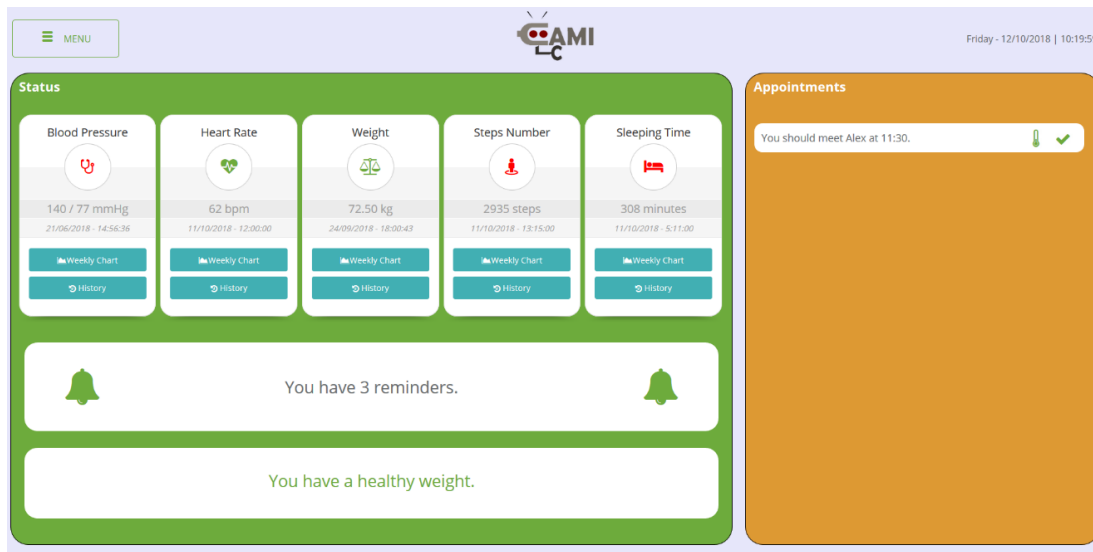 MENU
CAMI
C
Friday - 12/10/2018 | 10:19:59
Status
Blood Pressure
140 / 77 mmHg
21/06/2018 - 14:56:36
Weekly Chart
History
Heart Rate
62 bpm
11/10/2018 - 12:00:00
Weekly Chart
History
Weight
72.50 kg
24/09/2018 - 18:00:43
Weekly Chart
History
Steps Number
2935 steps
11/10/2018 - 13:15:00
Weekly Chart
History
Sleeping Time
308 minutes
11/10/2018 - 5:11:00
Weekly Chart
History
You have 3 reminders.
You have a healthy weight.
Appointments
You should meet Alex at 11:30.